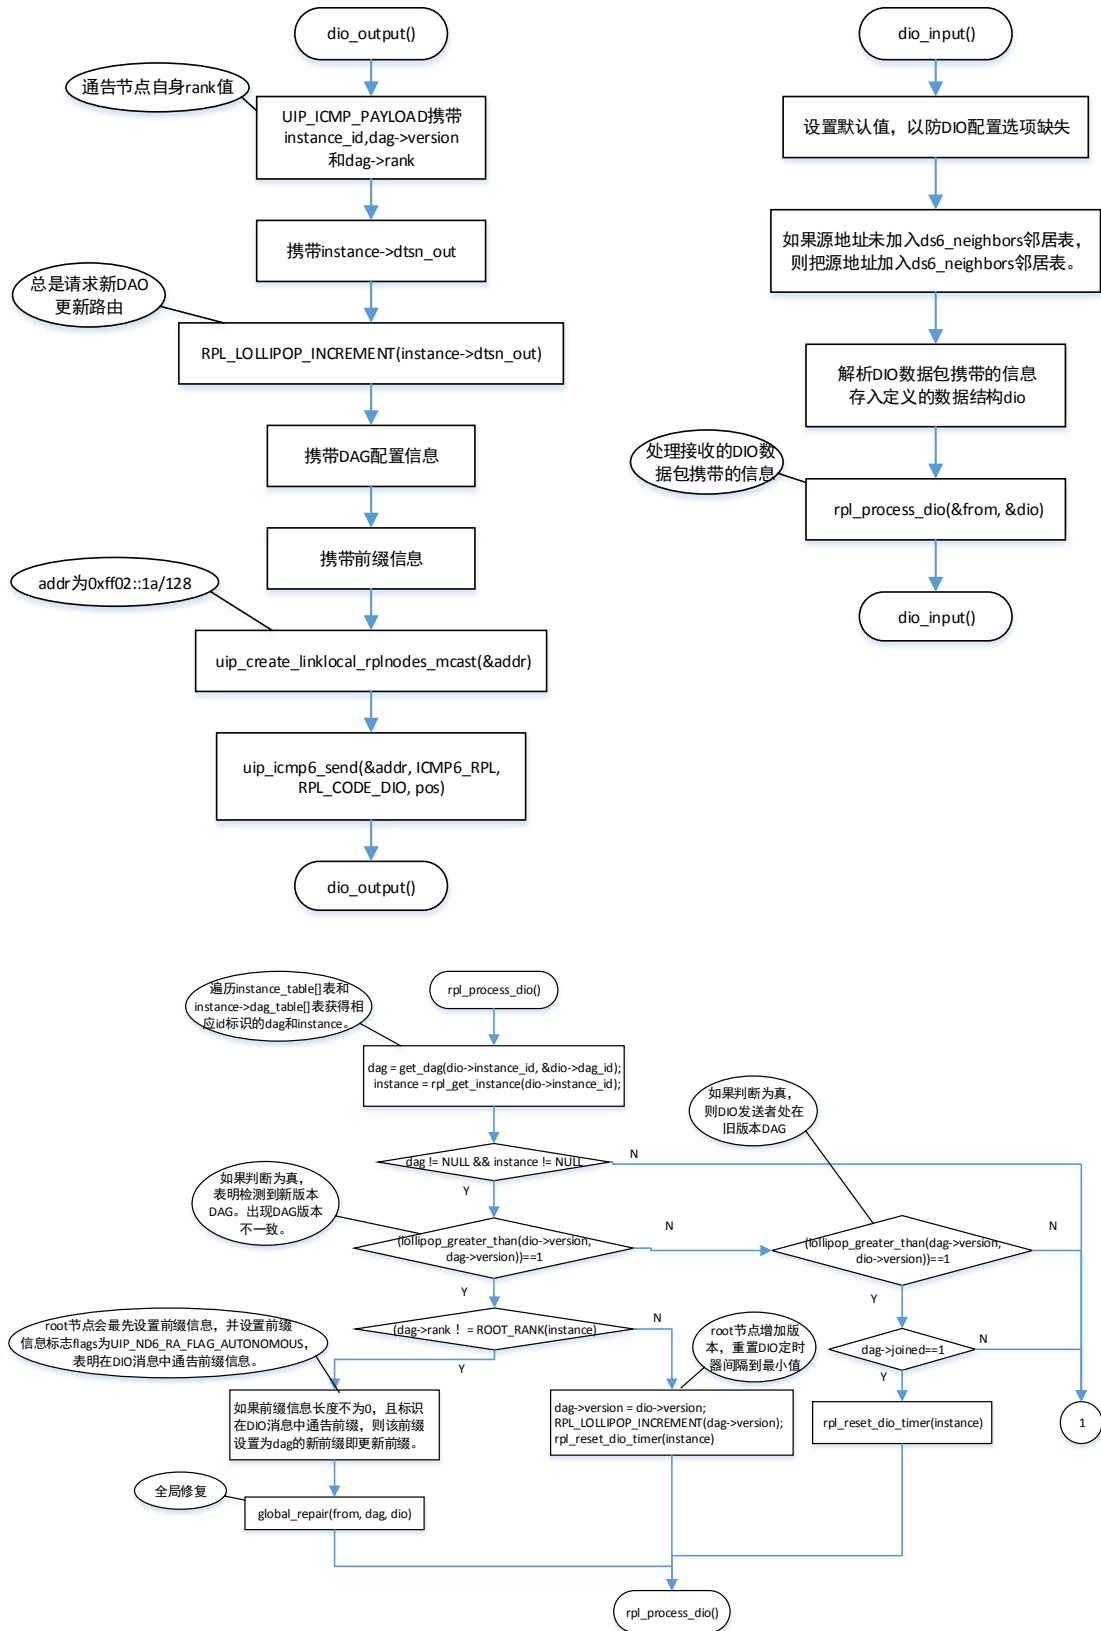 dio_output()
通告节点自身rank值
UIP_ICMP_PAYLOAD携带
instance_id,dag->version
和dag->rank
携带instance->dtsn_out
总是请求新DAO
更新路由
RPL_LOLLIPOP_INCREMENT(instance->dtsn_out)
携带DAG配置信息
携带前缀信息
addr为0xff02::1a/128
uip_create_linklocal_rplnodes_mcast(&addr)
uip_icmp6_send(&addr, ICMP6_RPL,
RPL_CODE_DIO, pos)
dio_output()
dio_input()
设置默认值，以防DIO配置选项缺失
如果源地址未加入ds6_neighbors邻居表，
则把源地址加入ds6_neighbors邻居表。
解析DIO数据包携带的信息
存入定义的数据结构dio
处理接收的DIO数
据包携带的信息
rpl_process_dio(&from, &dio)
dio_input()
rpl_process_dio()
遍历instance_table[]表和
instance->dag_table[]表获得相
应id标识的dag和instance。
dag = get_dag(dio->instance_id, &dio->dag_id);
instance = rpl_get_instance(dio->instance_id);
如果判断为真，
则DIO发送者处在
旧版本DAG
dag != NULL && instance != NULL
N
Y
如果判断为真，
表明检测到新版本
DAG。出现DAG版本
不一致。
(lollipop_greater_than(dio->version,
dag->version))==1
N
(lollipop_greater_than(dag->version,
dio->version))==1
N
Y
Y
root节点会最先设置前缀信息，并设置前缀
信息标志flags为UIP_ND6_RA_FLAG_AUTONOMOUS，
表明在DIO消息中通告前缀信息。
(dag->rank ！= ROOT_RANK(instance)
N
Y
root节点增加版
本，重置DIO定时
器间隔到最小值
dag->joined==1
N
Y
如果前缀信息长度不为0，且标识
在DIO消息中通告前缀，则该前缀
设置为dag的新前缀即更新前缀。
dag->version = dio->version;
RPL_LOLLIPOP_INCREMENT(dag->version);
rpl_reset_dio_timer(instance)
rpl_reset_dio_timer(instance)
1
全局修复
global_repair(from, dag, dio)
rpl_process_dio()